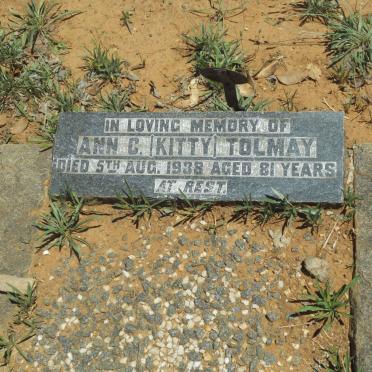 IN LOVING MEMORY OF
ANN C. (KITTY) TOLMAY
DIED 5TH AUG. 1938 AGED 81 YEARS
AT REST.